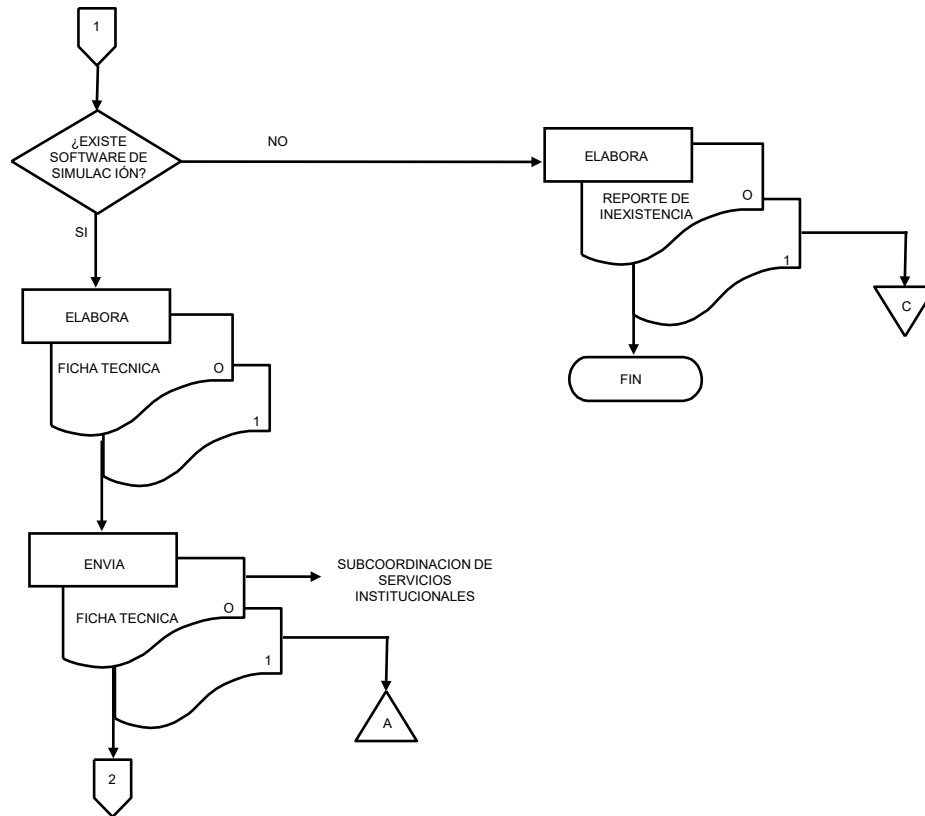 1
¿EXISTE
SOFTWARE DE
SIMULAC IÓN?
NO
SI
ELABORA
REPORTE DE
INEXISTENCIA
O
1
C
FIN
ELABORA
FICHA TECNICA
O
1
ENVIA
FICHA TECNICA
O
1
SUBCOORDINACION DE
SERVICIOS
INSTITUCIONALES
A
2